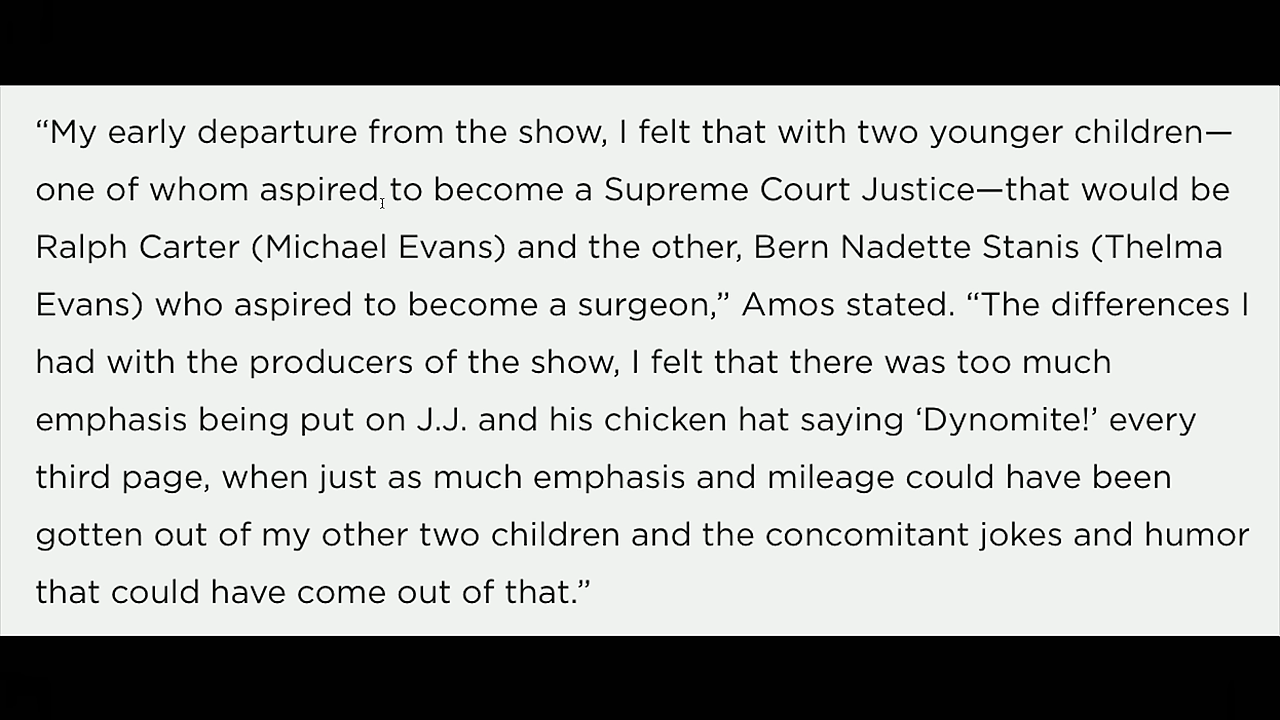 “My early departure from the show, I felt that with two younger children—
one of whom aspired to become a Supreme Court Justice—that would be
Ralph Carter (Michael Evans) and the other, Bern Nadette Stanis (Thelma
Evans) who aspired to become a surgeon,” Amos stated. “The differences I
had with the producers of the show, I felt that there was too much
emphasis being put on J.J. and his chicken hat saying ‘Dynomite!’ every
third page, when just as much emphasis and mileage could have been
gotten out of my other two children and the concomitant jokes and humor
that could have come out of that.”